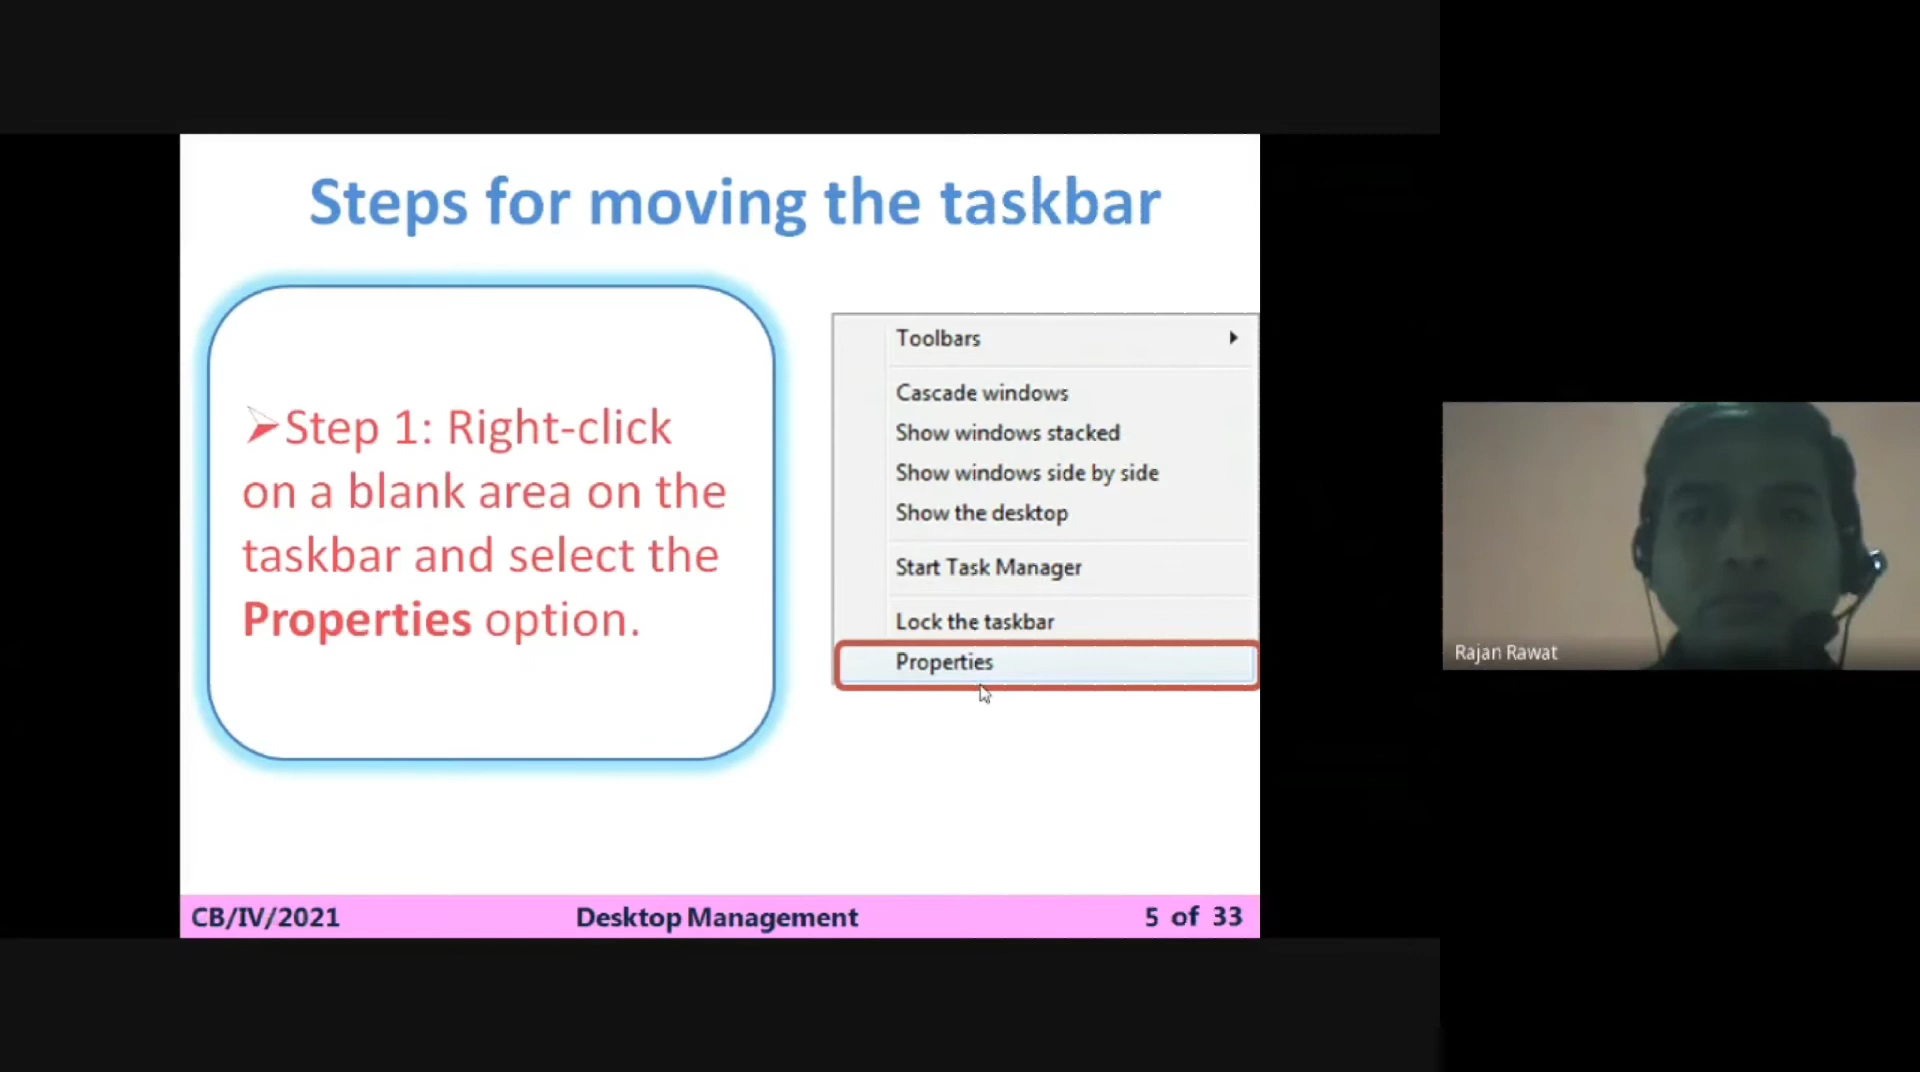 Steps for moving the taskbar
➢Step 1: Right-click
on a blank area on the
taskbar and select the
Properties option.
Toolbars
Cascade windows
Show windows stacked
Show windows side by side
Show the desktop
Start Task Manager
Lock the taskbar
Properties
Rajan Rawat
CB/IV/2021
Desktop Management
5 of 33